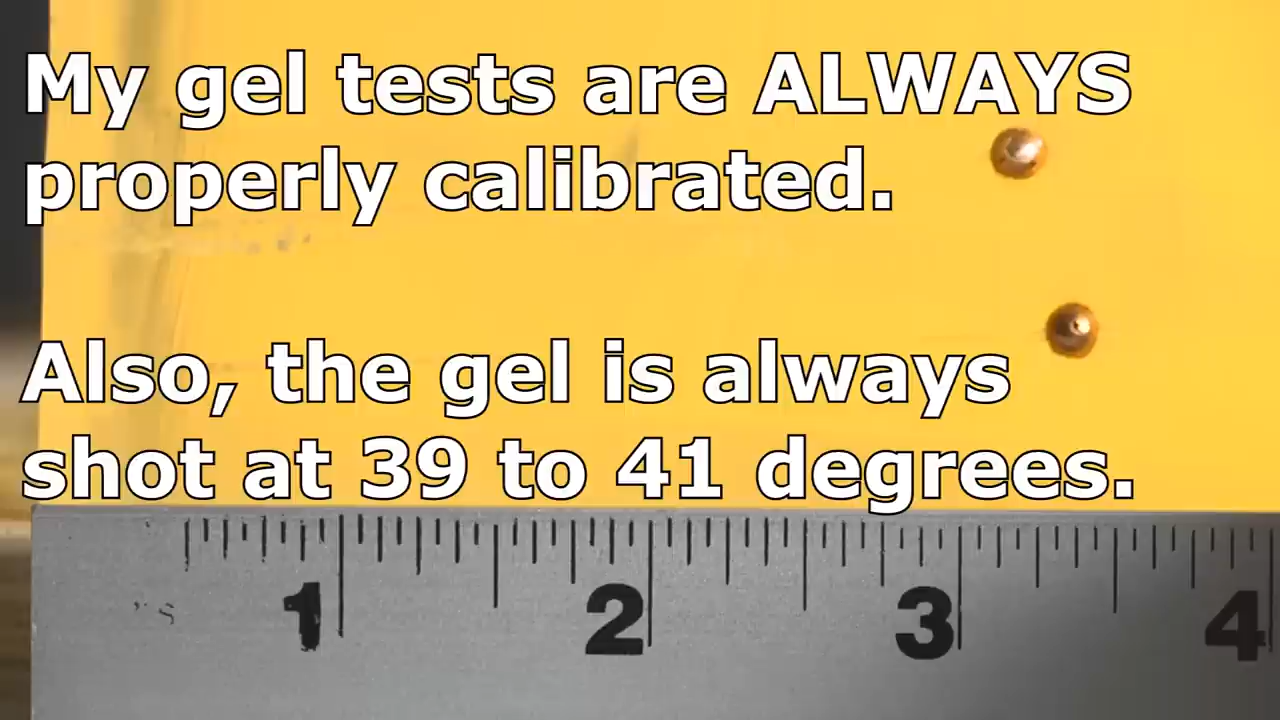 My gel tests are ALWAYS
properly calibrated.
Also, the gel is always
shot at 39 to 41 degrees.
1 2 3 4